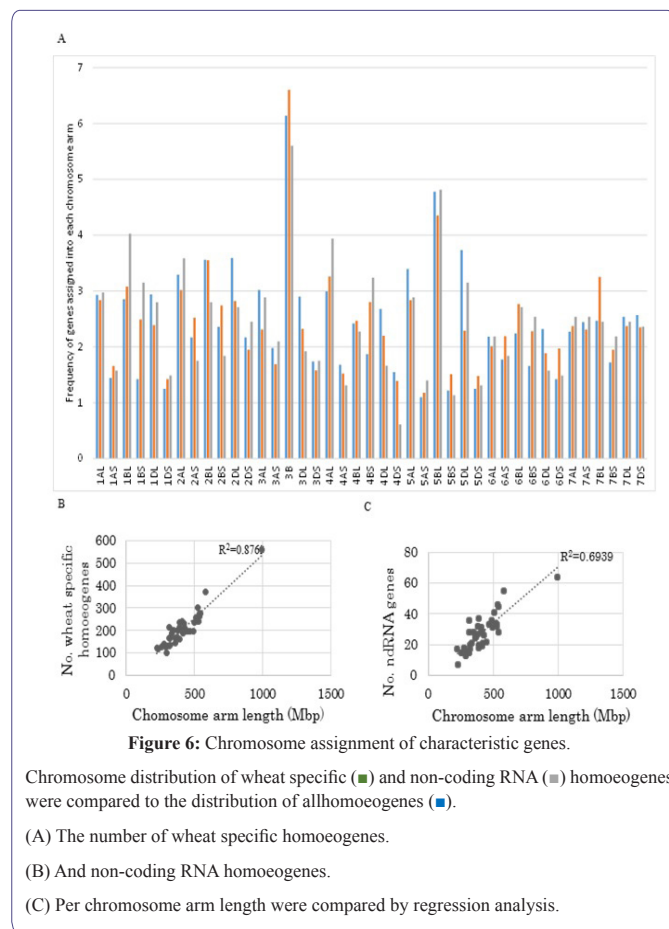 A
Frequency of genes assigned into each chromosome arm
7
6
5
4
3
2
1
0
1AL 1AS 1BL 1BS 1DL 1DS 2AL 2AS 2BL 2BS 2DL 2DS 3AL 3AS 3B 3DL 3DS 4AL 4AS 4BL 4BS 4DL 4DS 5AL 5AS 5BL 5BS 5DL 5DS 6AL 6AS 6BL 6BS 6DL 6DS 7AL 7AS 7BL 7BS 7DL 7DS
B
No. wheat specific
homoeogenes
600
500
400
300
200
100
0
R²=0.876
0 500 1000 1500
Chomosome arm length (Mbp)
C
No. ndRNA genes
80
60
40
20
0
R²=0.6939
0 500 1000 1500
Chomosome arm length (Mbp)
Figure 6: Chromosome assignment of characteristic genes.
Chromosome distribution of wheat specific (■) and non-coding RNA (■) homoeogenes
were compared to the distribution of allhomoeogenes (■).
(A) The number of wheat specific homoeogenes.
(B) And non-coding RNA homoeogenes.
(C) Per chromosome arm length were compared by regression analysis.